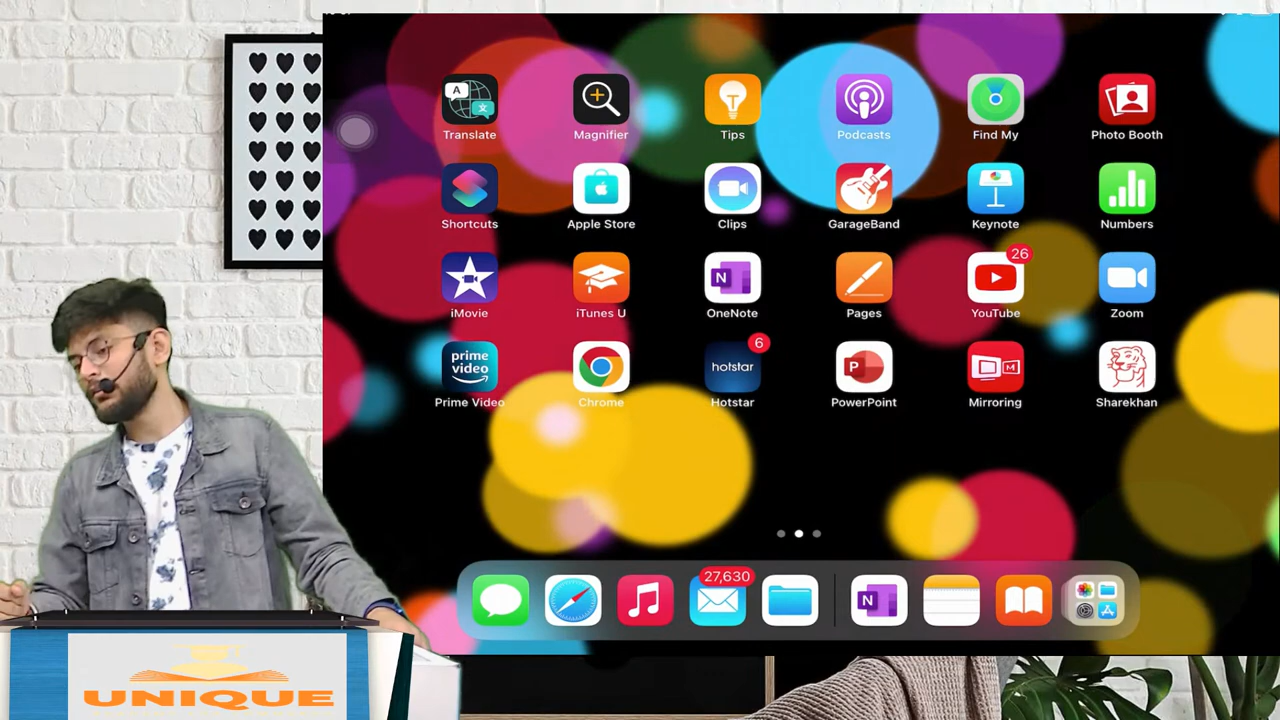 Translate
Magnifier
Tips
Podcasts
Find My
Photo Booth
Shortcuts
Apple Store
Clips
GarageBand
Keynote
Numbers
26
iMovie
iTunes U
N
OneNote
Pages
YouTube
Zoom
6
prime video
hotstar
P
M
Prime Video
Chrome
Hotstar
PowerPoint
Mirroring
Sharekhan
27,630
N
UNIQUE